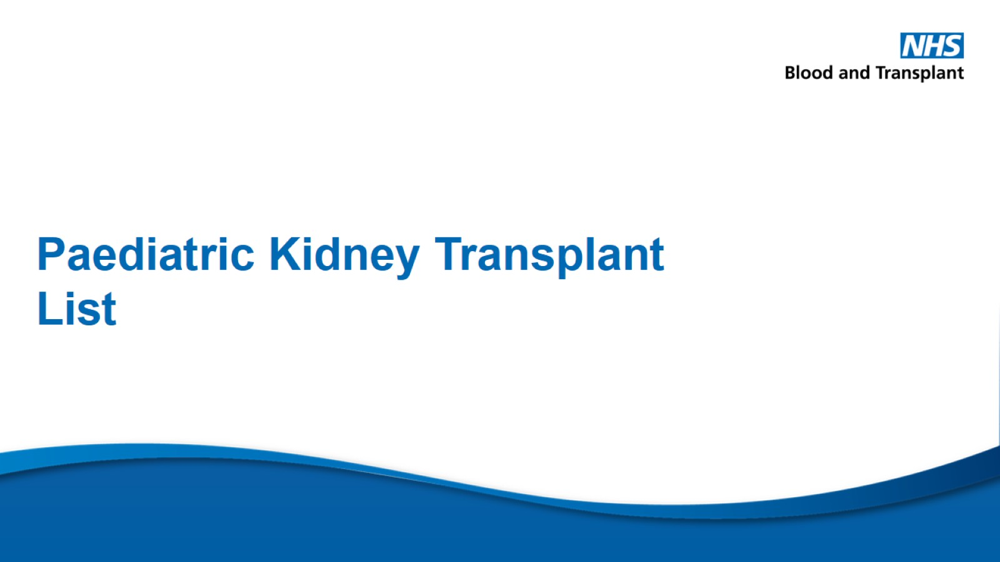 NHS
Blood and Transplant
Paediatric Kidney Transplant
List